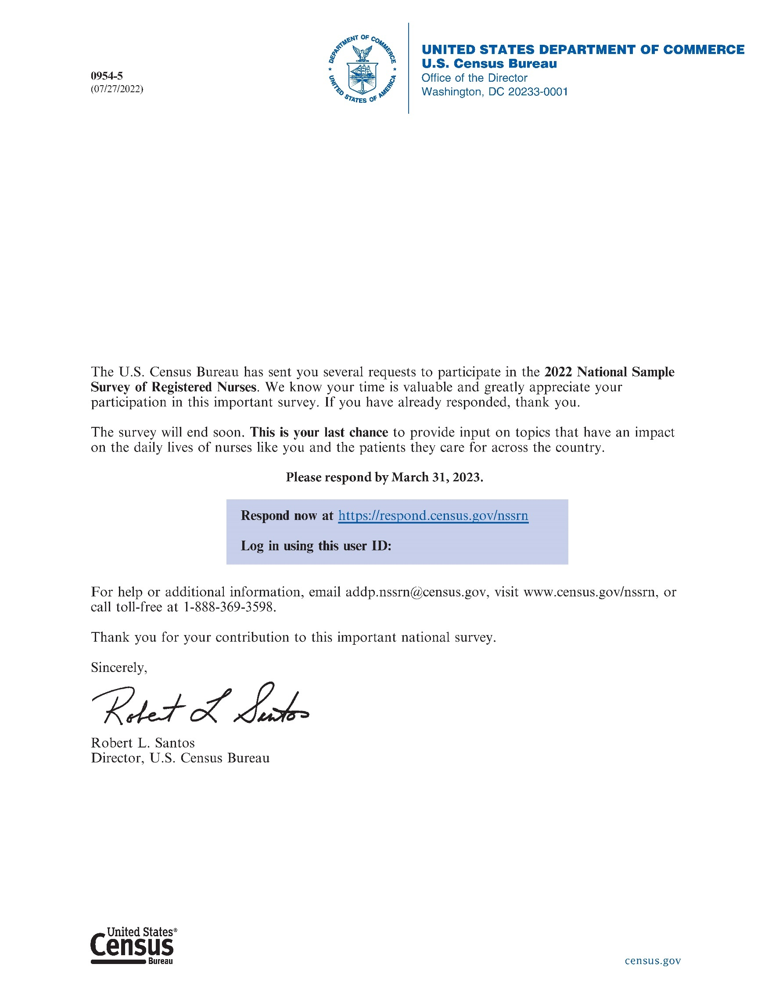 0954-5
(07/27/2022)
DEPARTMENT OF COMMERCE
★ UNITED STATES OF AMERICA ★
UNITED STATES DEPARTMENT OF COMMERCE
U.S. Census Bureau
Office of the Director
Washington, DC 20233-0001
The U.S. Census Bureau has sent you several requests to participate in the 2022 National Sample
Survey of Registered Nurses. We know your time is valuable and greatly appreciate your
participation in this important survey. If you have already responded, thank you.
The survey will end soon. This is your last chance to provide input on topics that have an impact
on the daily lives of nurses like you and the patients they care for across the country.
Please respond by March 31, 2023.
Respond now at https://respond.census.gov/nssrn
Log in using this user ID:
For help or additional information, email addp.nssrn@census.gov, visit www.census.gov/nssrn, or
call toll-free at 1-888-369-3598.
Thank you for your contribution to this important national survey.
Sincerely,
Robert L Santos
Robert L. Santos
Director, U.S. Census Bureau
United States®
Census
Bureau
census.gov